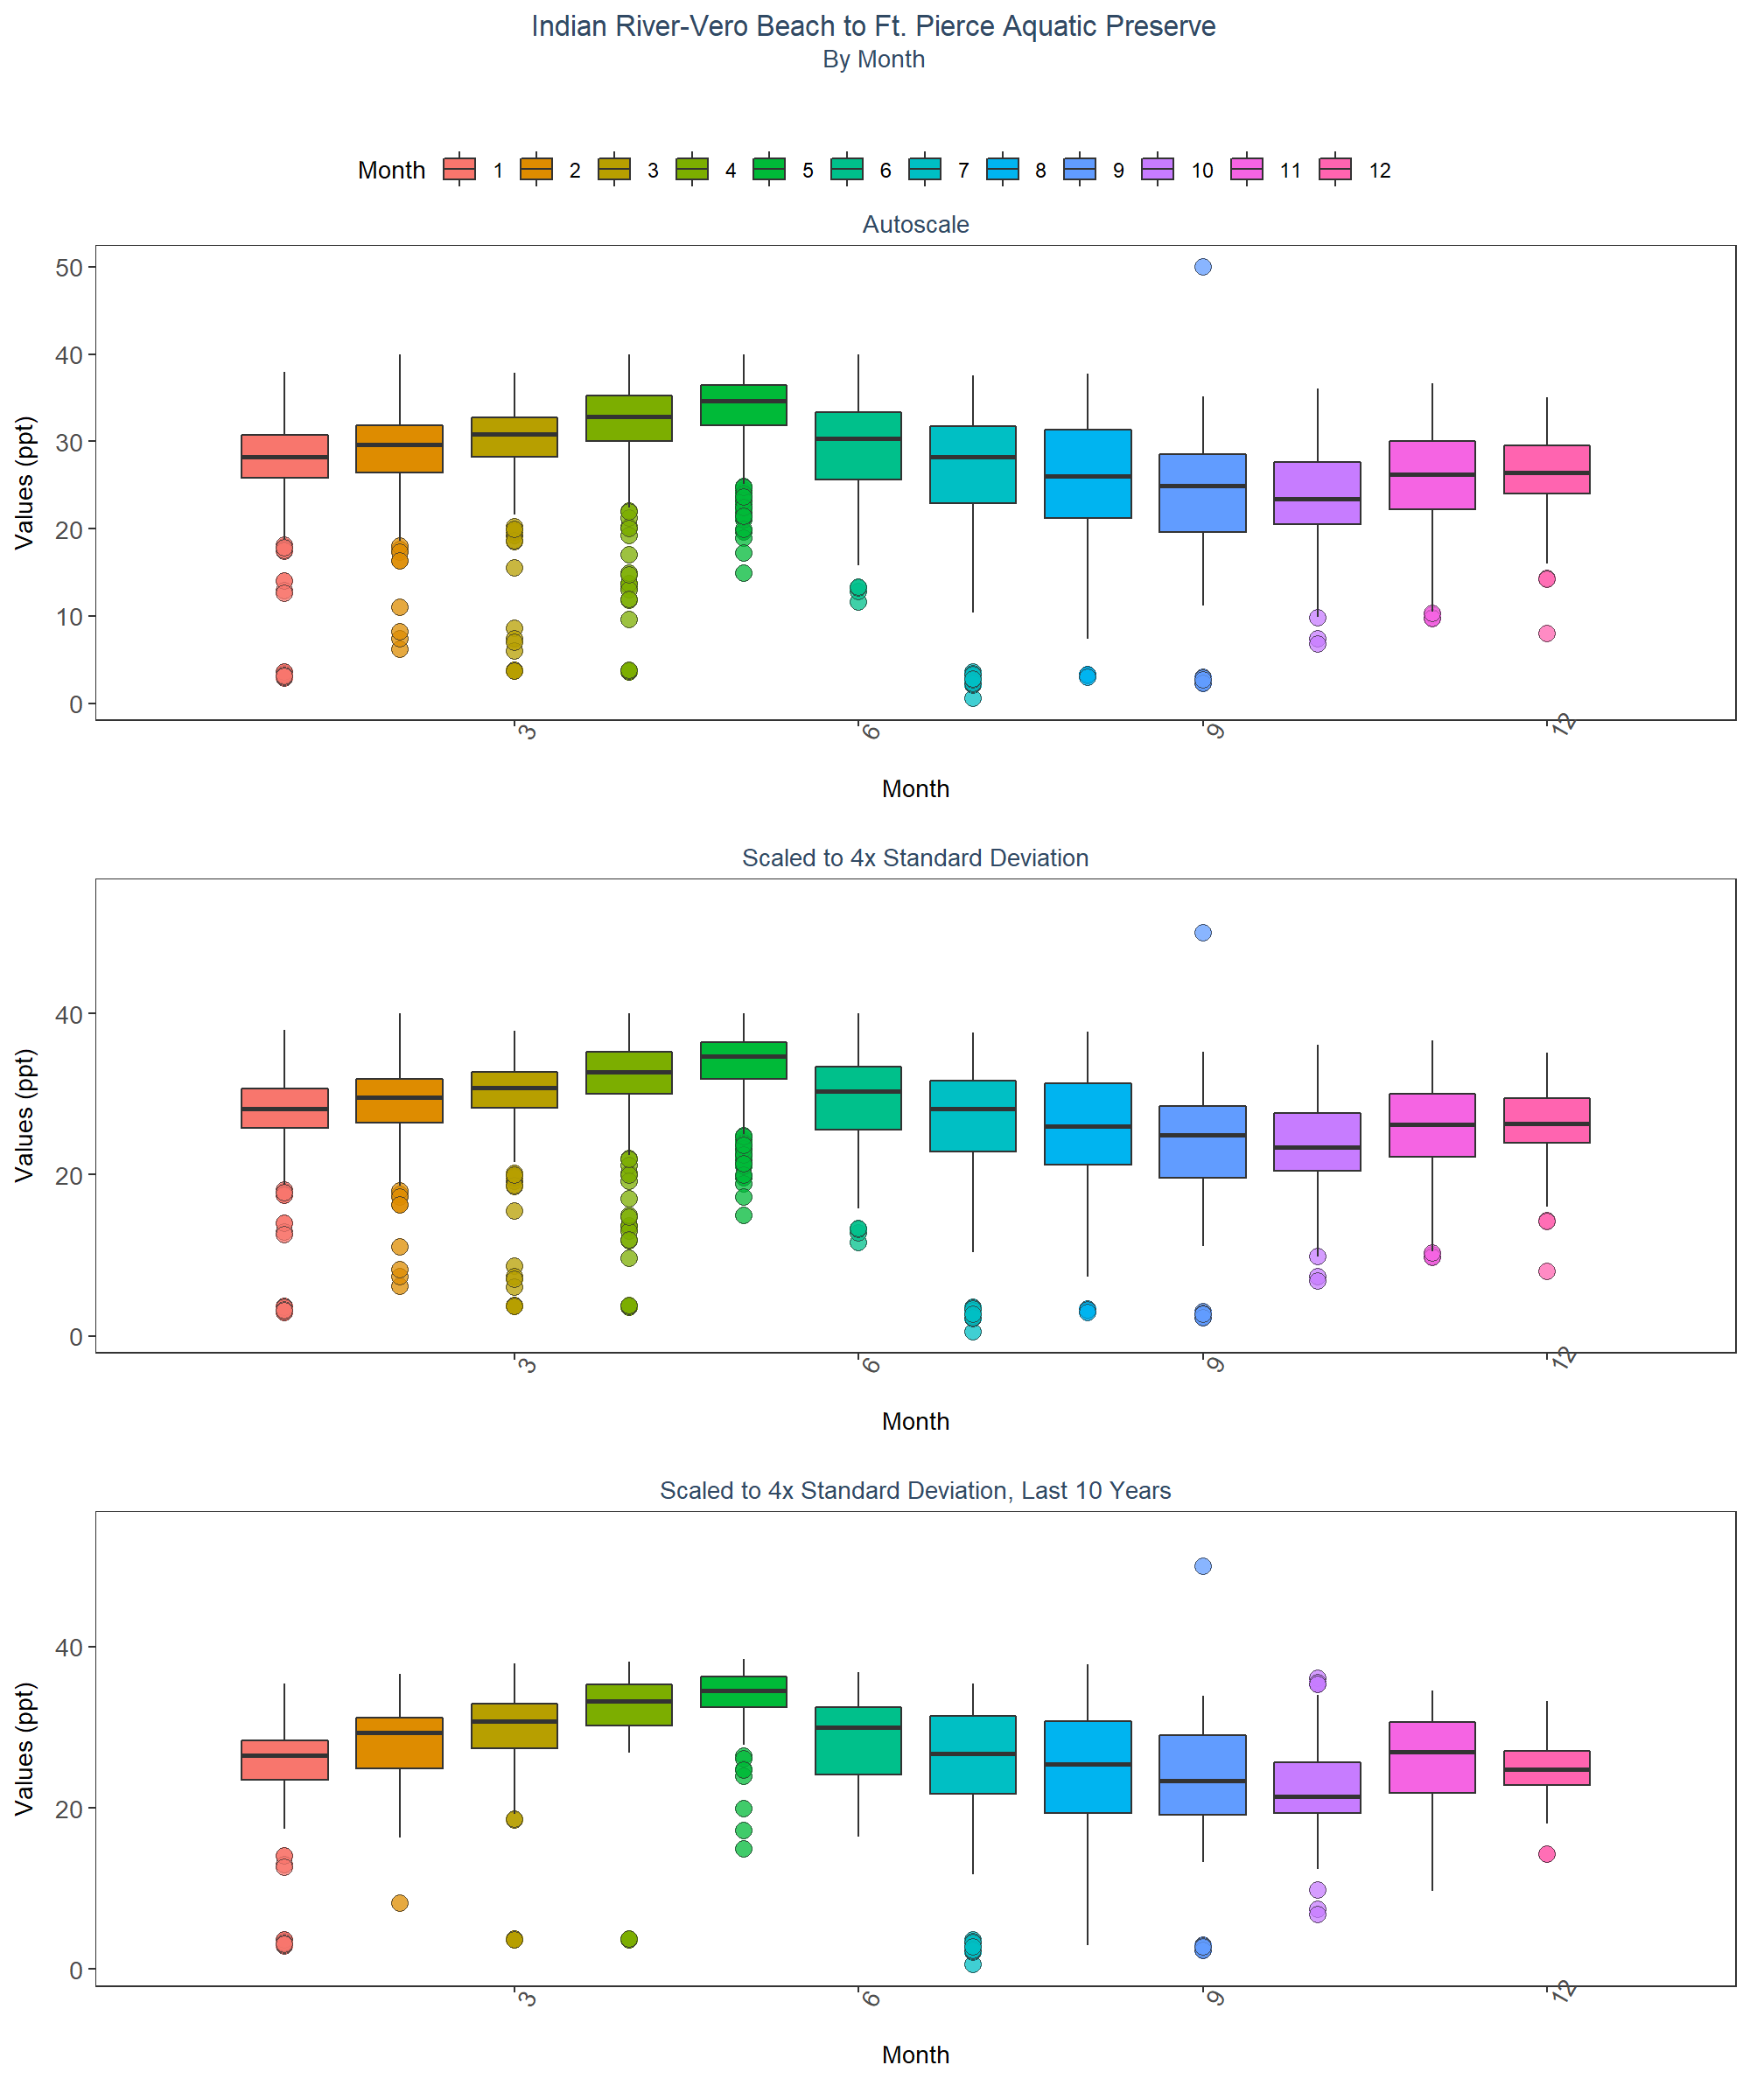 Indian River-Vero Beach to Ft. Pierce Aquatic Preserve
By Month
Month 1 2 3 4 5 6 7 8 9 10 11 12
Autoscale
Values (ppt)
50
40
30
20
10
0
3 6 9 12
Month
Scaled to 4x Standard Deviation
Values (ppt)
40
20
0
3 6 9 12
Month
Scaled to 4x Standard Deviation, Last 10 Years
Values (ppt)
40
20
0
3 6 9 12
Month